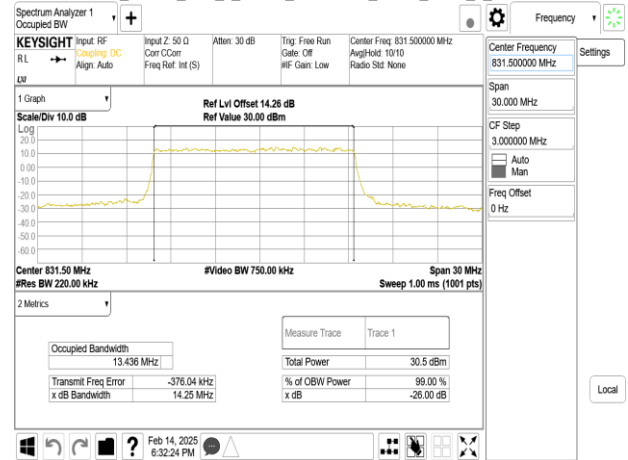 Spectrum Analyzer 1
Occupied BW
Frequency
KEYSIGHT
RL
LXI
Input: RF
Coupling: DC
Align: Auto
Input Z: 50 Ω
Corr CCorr
Freq Ref: Int (S)
Atten: 30 dB
Trig: Free Run
Gate: Off
#IF Gain: Low
Center Freq: 831.500000 MHz
Avg|Hold: 10/10
Radio Std: None
Center Frequency
831.500000 MHz
Settings
Span
30.000 MHz
CF Step
3.000000 MHz
Auto
Man
Freq Offset
0 Hz
Local
1 Graph
Scale/Div 10.0 dB
Ref Lvl Offset 14.26 dB
Ref Value 30.00 dBm
Log
20.0
10.0
0.00
-10.0
-20.0
-30.0
-40.0
-50.0
-60.0
Center 831.50 MHz
#Video BW 750.00 kHz
Span 30 MHz
#Res BW 220.00 kHz
Sweep 1.00 ms (1001 pts)
2 Metrics
Measure Trace
Trace 1
Occupied Bandwidth
13.436 MHz
Total Power
30.5 dBm
Transmit Freq Error
-376.04 kHz
% of OBW Power
99.00 %
x dB Bandwidth
14.25 MHz
x dB
-26.00 dB
Feb 14, 2025
6:32:24 PM